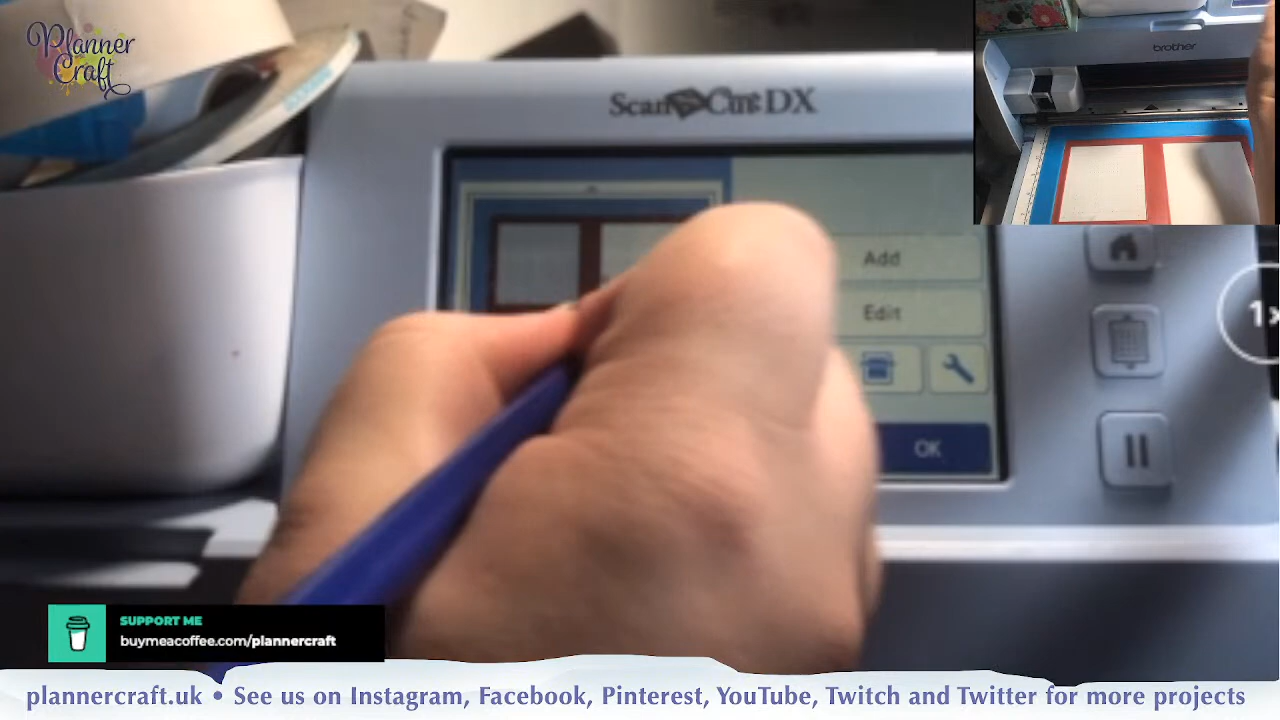 Planner
Craft
ScanNCut DX
brother
Add
Edit
OK
1x
SUPPORT ME
buymeacoffee.com/plannercraft
plannercraft.uk • See us on Instagram, Facebook, Pinterest, YouTube, Twitch and Twitter for more projects